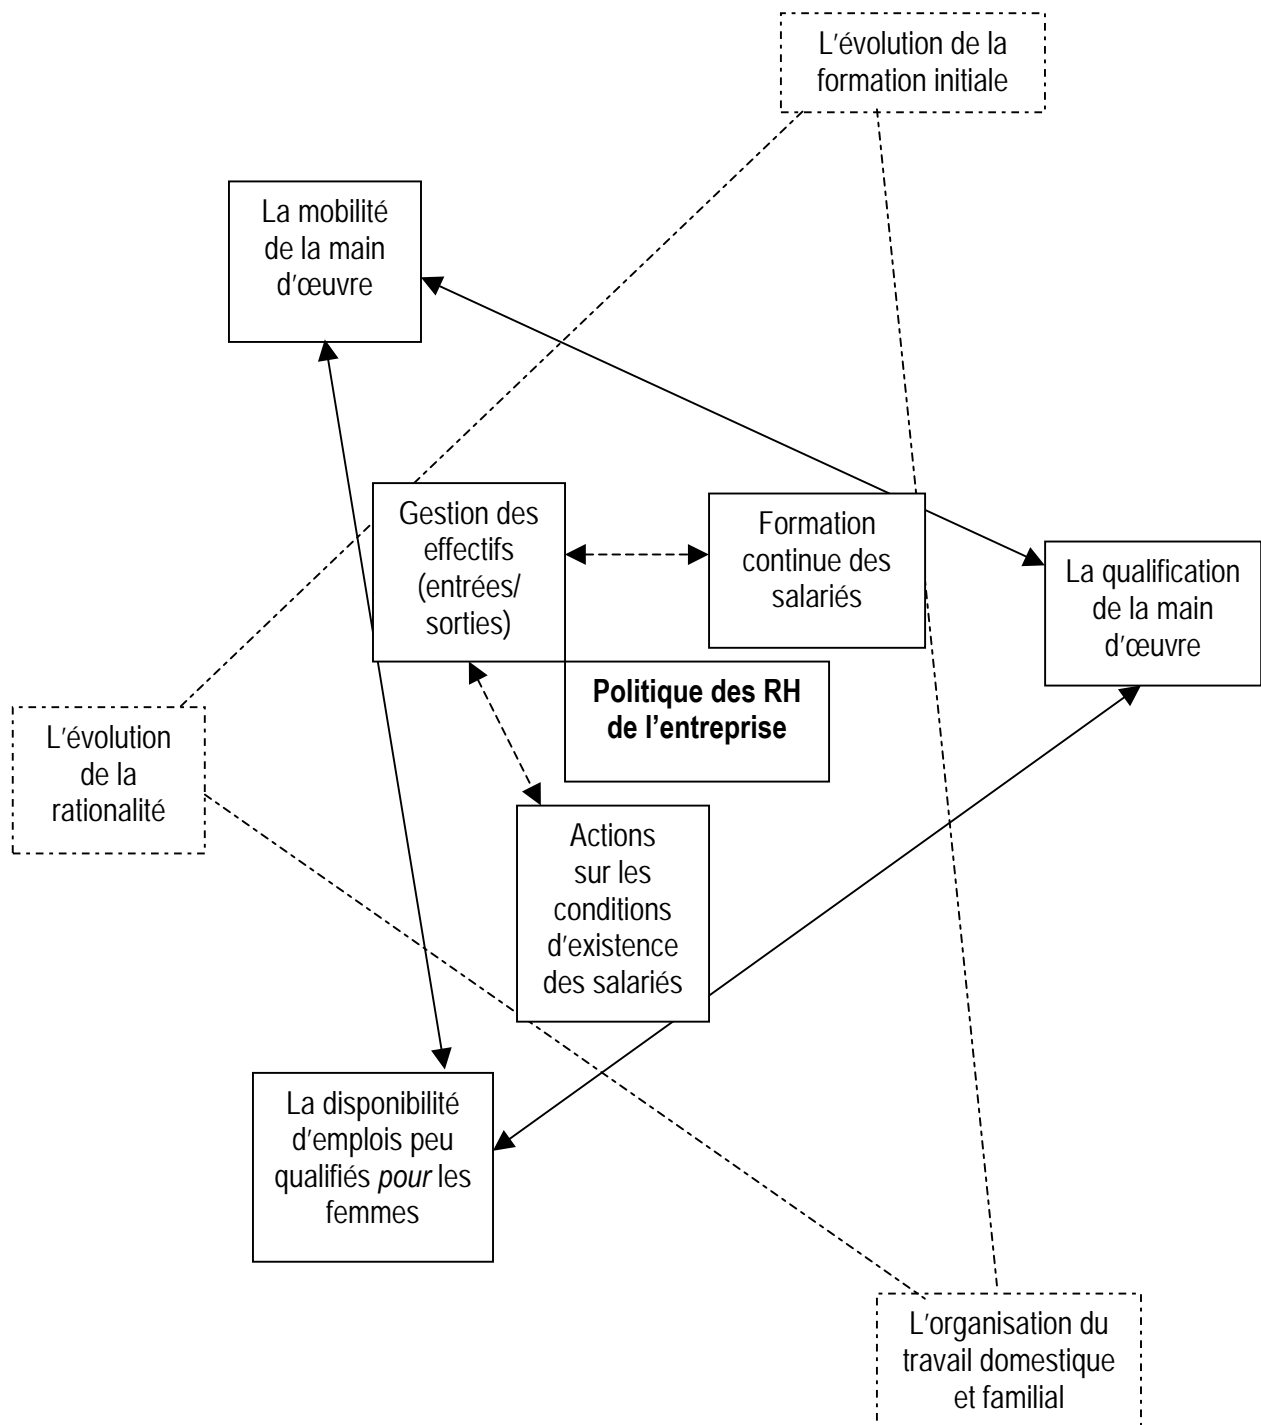 L'évolution de la
formation initiale
La mobilité
de la main
d'œuvre
Gestion des
effectifs
(entrées/
sorties)
Formation
continue des
salariés
La qualification
de la main
d'œuvre
Politique des RH
de l’entreprise
L'évolution
de la
rationalité
Actions
sur les
conditions
d'existence
des salariés
La disponibilité
d'emplois peu
qualifiés pour les
femmes
L'organisation du
travail domestique
et familial